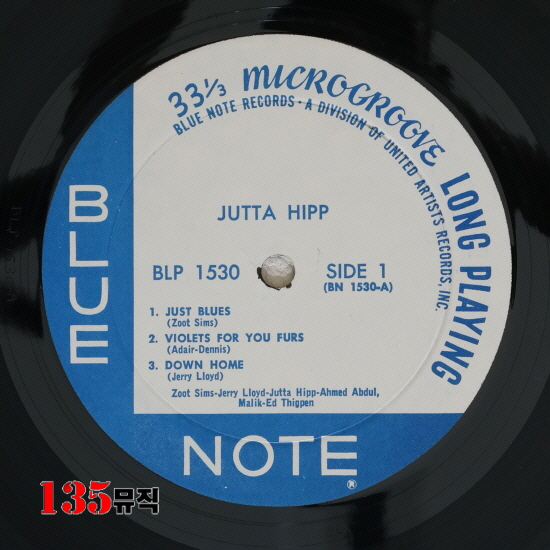 33⅓ MICROGROOVE LONG PLAYING
BLUE NOTE RECORDS • A DIVISION OF UNITED ARTISTS RECORDS, INC.
BLUE
JUTTA HIPP
BLP 1530
SIDE 1
(BN 1530-A)
1. JUST BLUES
(Zoot Sims)
2. VIOLETS FOR YOU FURS
(Adair-Dennis)
3. DOWN HOME
(Jerry Lloyd)
Zoot Sims-Jerry Lloyd-Jutta Hipp-Ahmed Abdul,
Malik-Ed Thigpen
NOTE
®
135뮤직